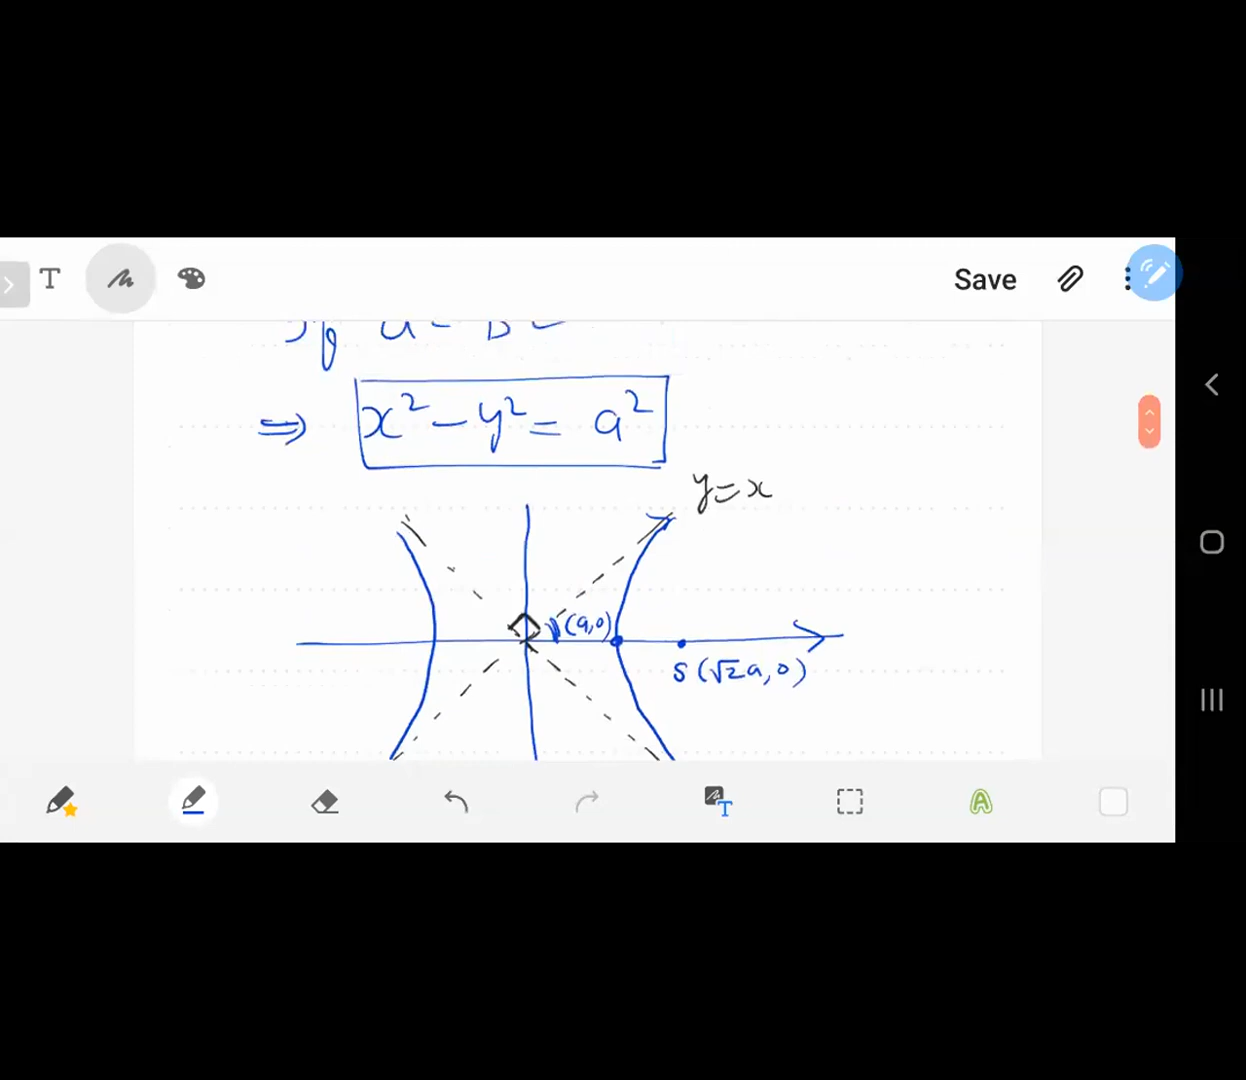 T Save
⇒ x² - y² = a²
y = x
V(a,0)
S(√2a,0)
T
A